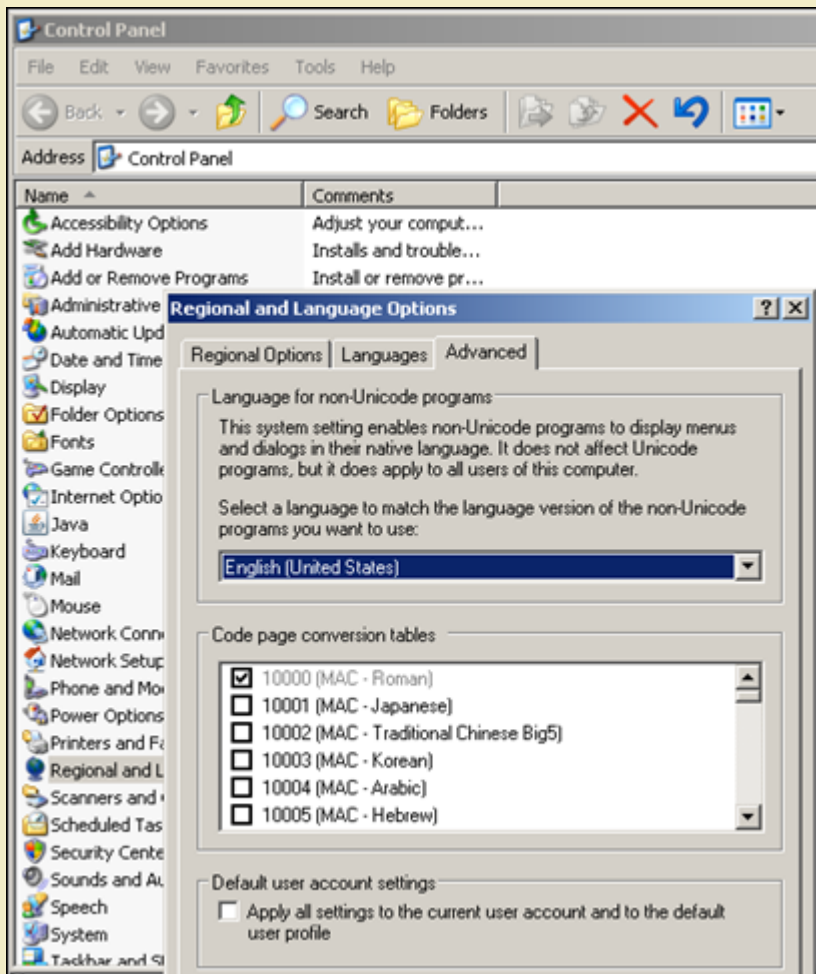 Control Panel
File Edit View Favorites Tools Help
Back Search Folders
Address Control Panel
Name Comments
Accessibility Options Adjust your comput...
Add Hardware Installs and trouble...
Add or Remove Programs Install or remove pr...
Administrative
Automatic Upd
Date and Time
Display
Folder Options
Fonts
Game Controlle
Internet Optio
Java
Keyboard
Mail
Mouse
Network Conn
Network Setup
Phone and Mo
Power Options
Printers and Fa
Regional and L
Scanners and
Scheduled Tas
Security Cente
Sounds and Au
Speech
System
Taskbar and St
Regional and Language Options
Regional Options Languages Advanced
Language for non-Unicode programs
This system setting enables non-Unicode programs to display menus
and dialogs in their native language. It does not affect Unicode
programs, but it does apply to all users of this computer.
Select a language to match the language version of the non-Unicode
programs you want to use:
English (United States)
Code page conversion tables
10000 (MAC - Roman)
10001 (MAC - Japanese)
10002 (MAC - Traditional Chinese Big5)
10003 (MAC - Korean)
10004 (MAC - Arabic)
10005 (MAC - Hebrew)
Default user account settings
Apply all settings to the current user account and to the default
user profile